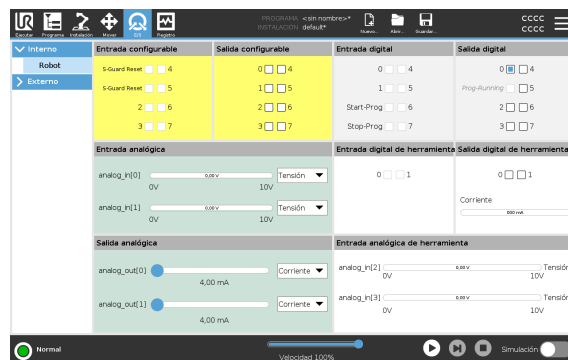 UR
PROGRAMA <sin nombre>*
INSTALACIÓN default*
CCCC
CCCC
Ejecutar Programa Instalación Mover E/S Registro Nuevo... Abrir... Guardar...
Interno
Robot
Externo
Entrada configurable Salida configurable Entrada digital Salida digital
S-Guard Reset 4 0 4 0 4 0 4
S-Guard Reset 5 1 5 1 5 Prog-Running 5
2 6 2 6 Start-Prog 6 2 6
3 7 3 7 Stop-Prog 7 3 7
Entrada analógica Entrada digital de herramienta Salida digital de herramienta
analog_in[0] 0,00 V Tensión 0 1 0 1
0V 10V
Corriente
analog_in[1] 0,00 V Tensión 000 mA
0V 10V
Salida analógica Entrada analógica de herramienta
analog_out[0] Corriente analog_in[2] 0,00 V Tensión
4,00 mA 0V 10V
analog_out[1] Corriente analog_in[3] 0,00 V Tensión
4,00 mA 0V 10V
Normal
Velocidad 100%
Simulación